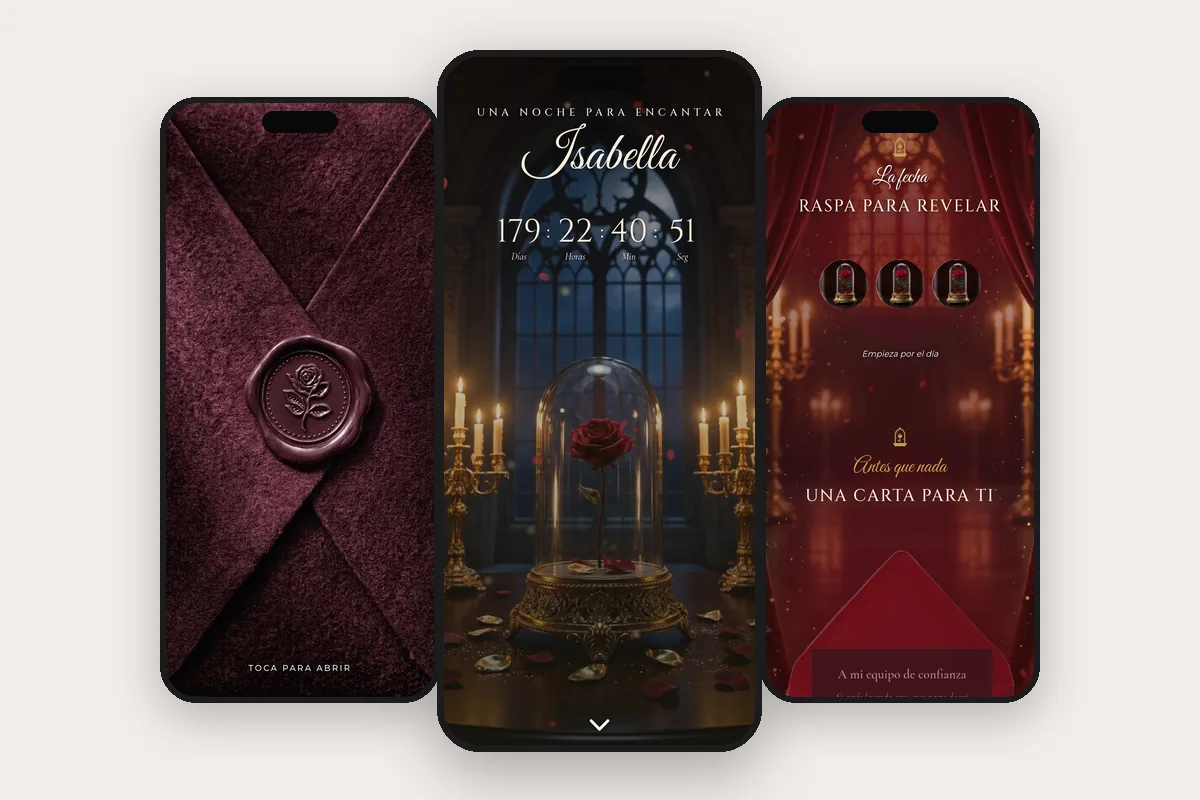 TOCA PARA ABRIR
UNA NOCHE PARA ENCANTAR
Isabella
179 : 22 : 40 : 51
Días Horas Min Seg
La fecha
RASPA PARA REVELAR
Empieza por el día
Antes que nada
UNA CARTA PARA TI
A mi equipo de confianza